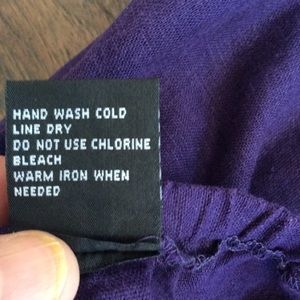 HAND WASH COLD
LINE DRY
DO NOT USE CHLORINE
BLEACH
WARM IRON WHEN
NEEDED